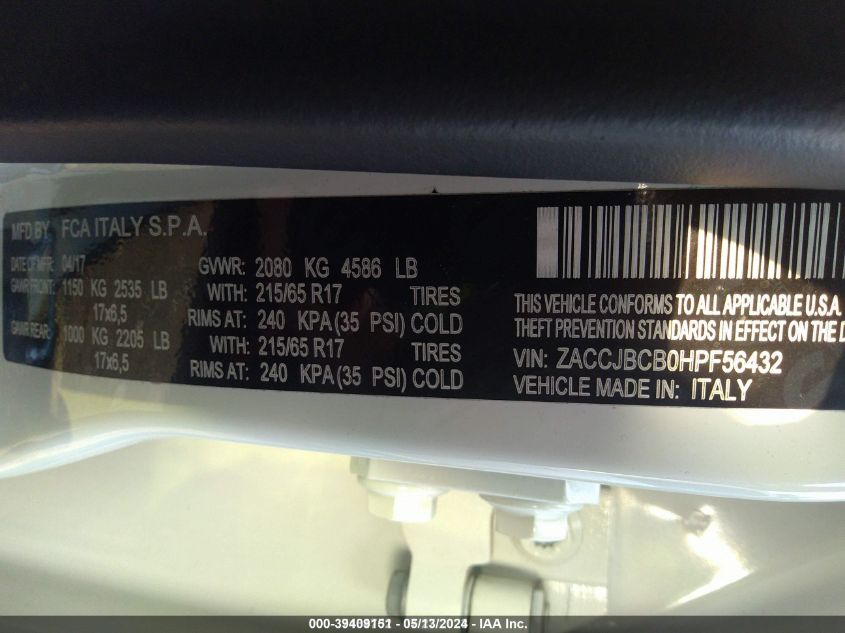 MFD BY FCA ITALY S.P.A.
DATE OF MFR 04/17 GVWR: 2080 KG 4586 LB
GAWR FRONT: 1150 KG 2535 LB WITH: 215/65 R17 TIRES
17x6,5 RIMS AT: 240 KPA(35 PSI) COLD
GAWR REAR: 1000 KG 2205 LB WITH: 215/65 R17 TIRES
17x6,5 RIMS AT: 240 KPA(35 PSI) COLD
THIS VEHICLE CONFORMS TO ALL APPLICABLE U.S.A.
THEFT PREVENTION STANDARDS IN EFFECT ON THE D
VIN: ZACCJBCB0HPF56432
VEHICLE MADE IN: ITALY
000-39409151 - 05/13/2024 - IAA Inc.